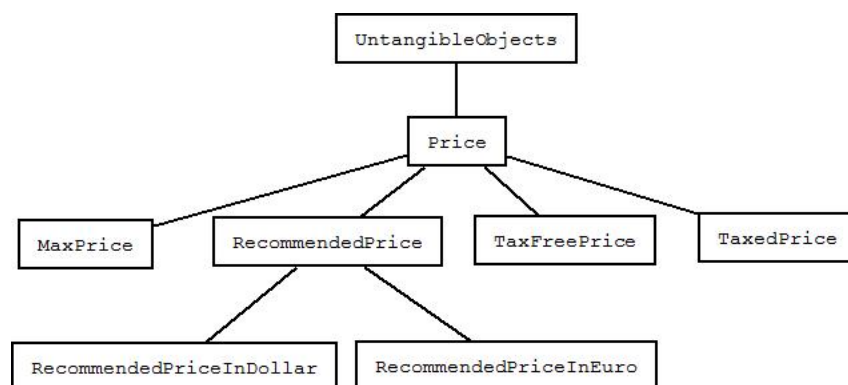 UntangibleObjects
Price
MaxPrice
RecommendedPrice
TaxFreePrice
TaxedPrice
RecommendedPriceInDollar
RecommendedPriceInEuro